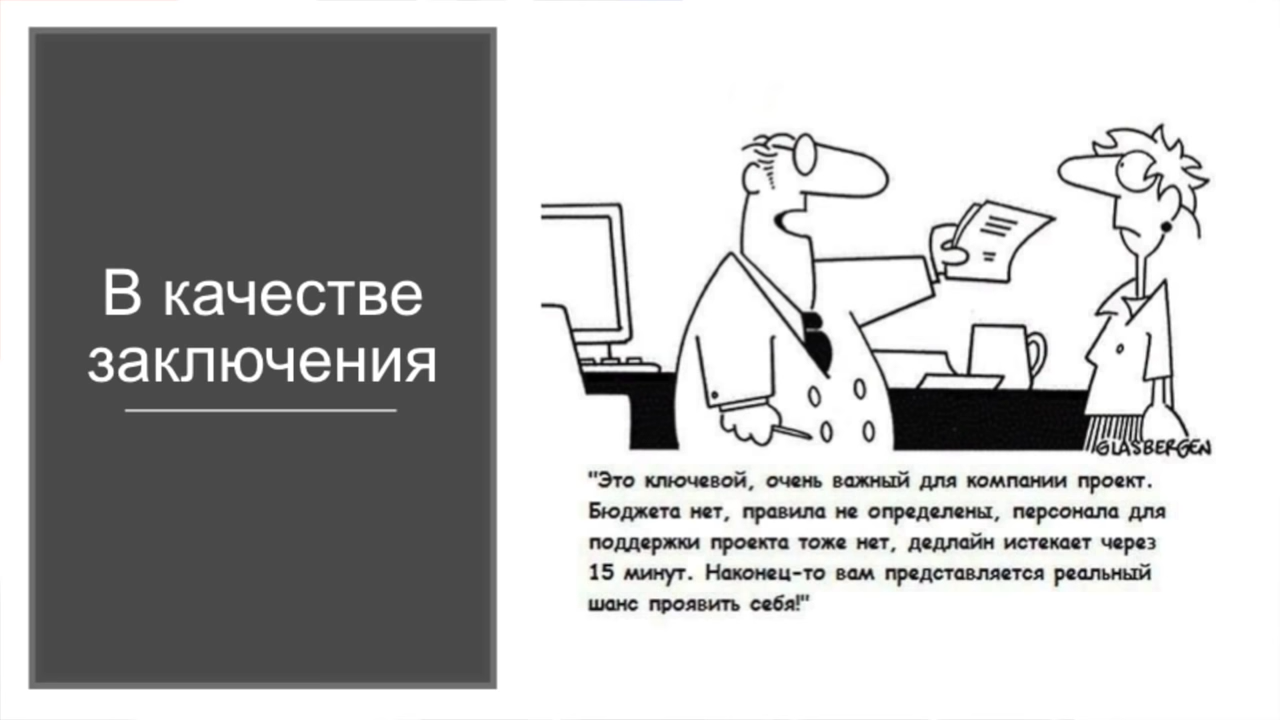 В качестве
заключения
GLASBERGEN
"Это ключевой, очень важный для компании проект.
Бюджета нет, правила не определены, персонала для
поддержки проекта тоже нет, дедлайн истекает через
15 минут. Наконец-то вам представляется реальный
шанс проявить себя!"